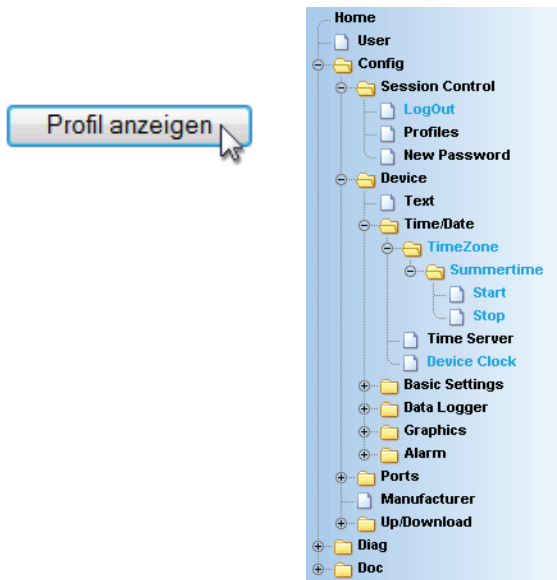 Profil anzeigen
Home
User
Config
Session Control
LogOut
Profiles
New Password
Device
Text
Time/Date
TimeZone
Summertime
Start
Stop
Time Server
Device Clock
Basic Settings
Data Logger
Graphics
Alarm
Ports
Manufacturer
Up/Download
Diag
Doc